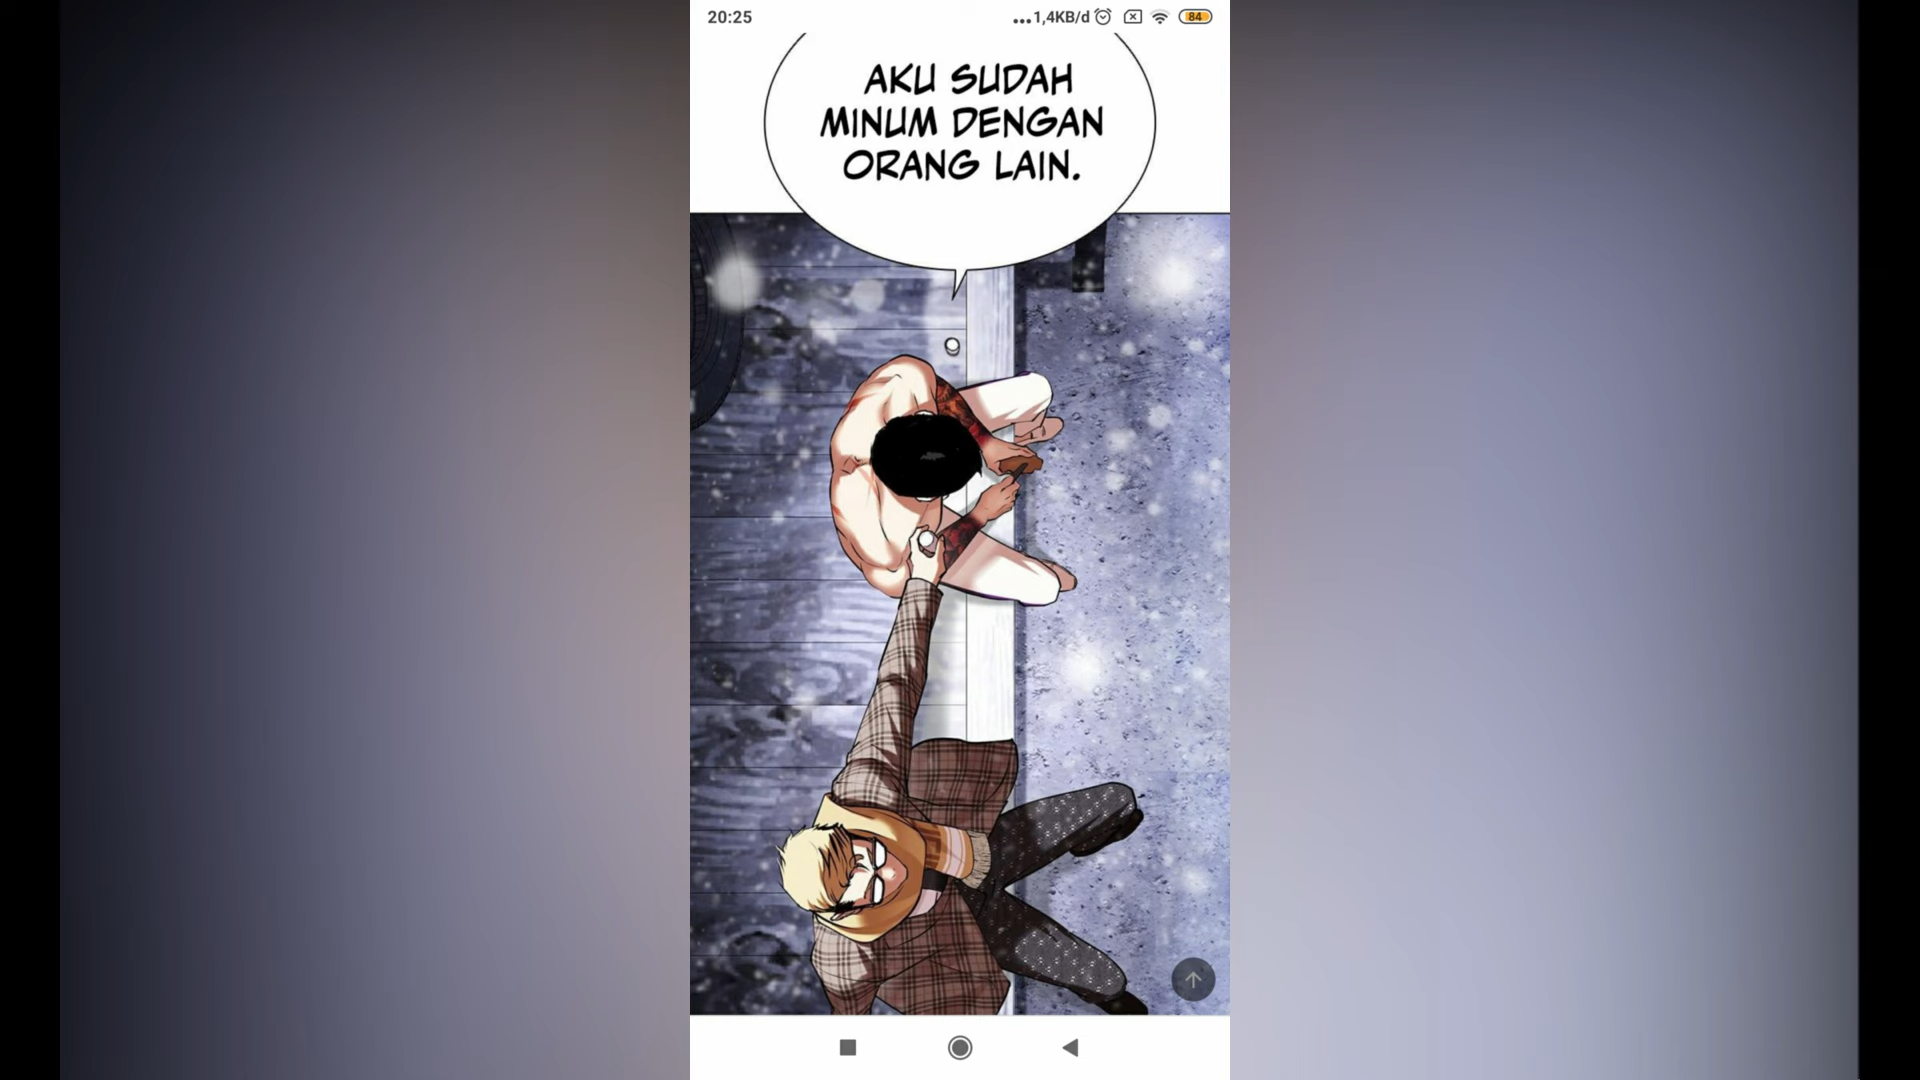 20:25
...1,4KB/d
84
AKU SUDAH
MINUM DENGAN
ORANG LAIN.